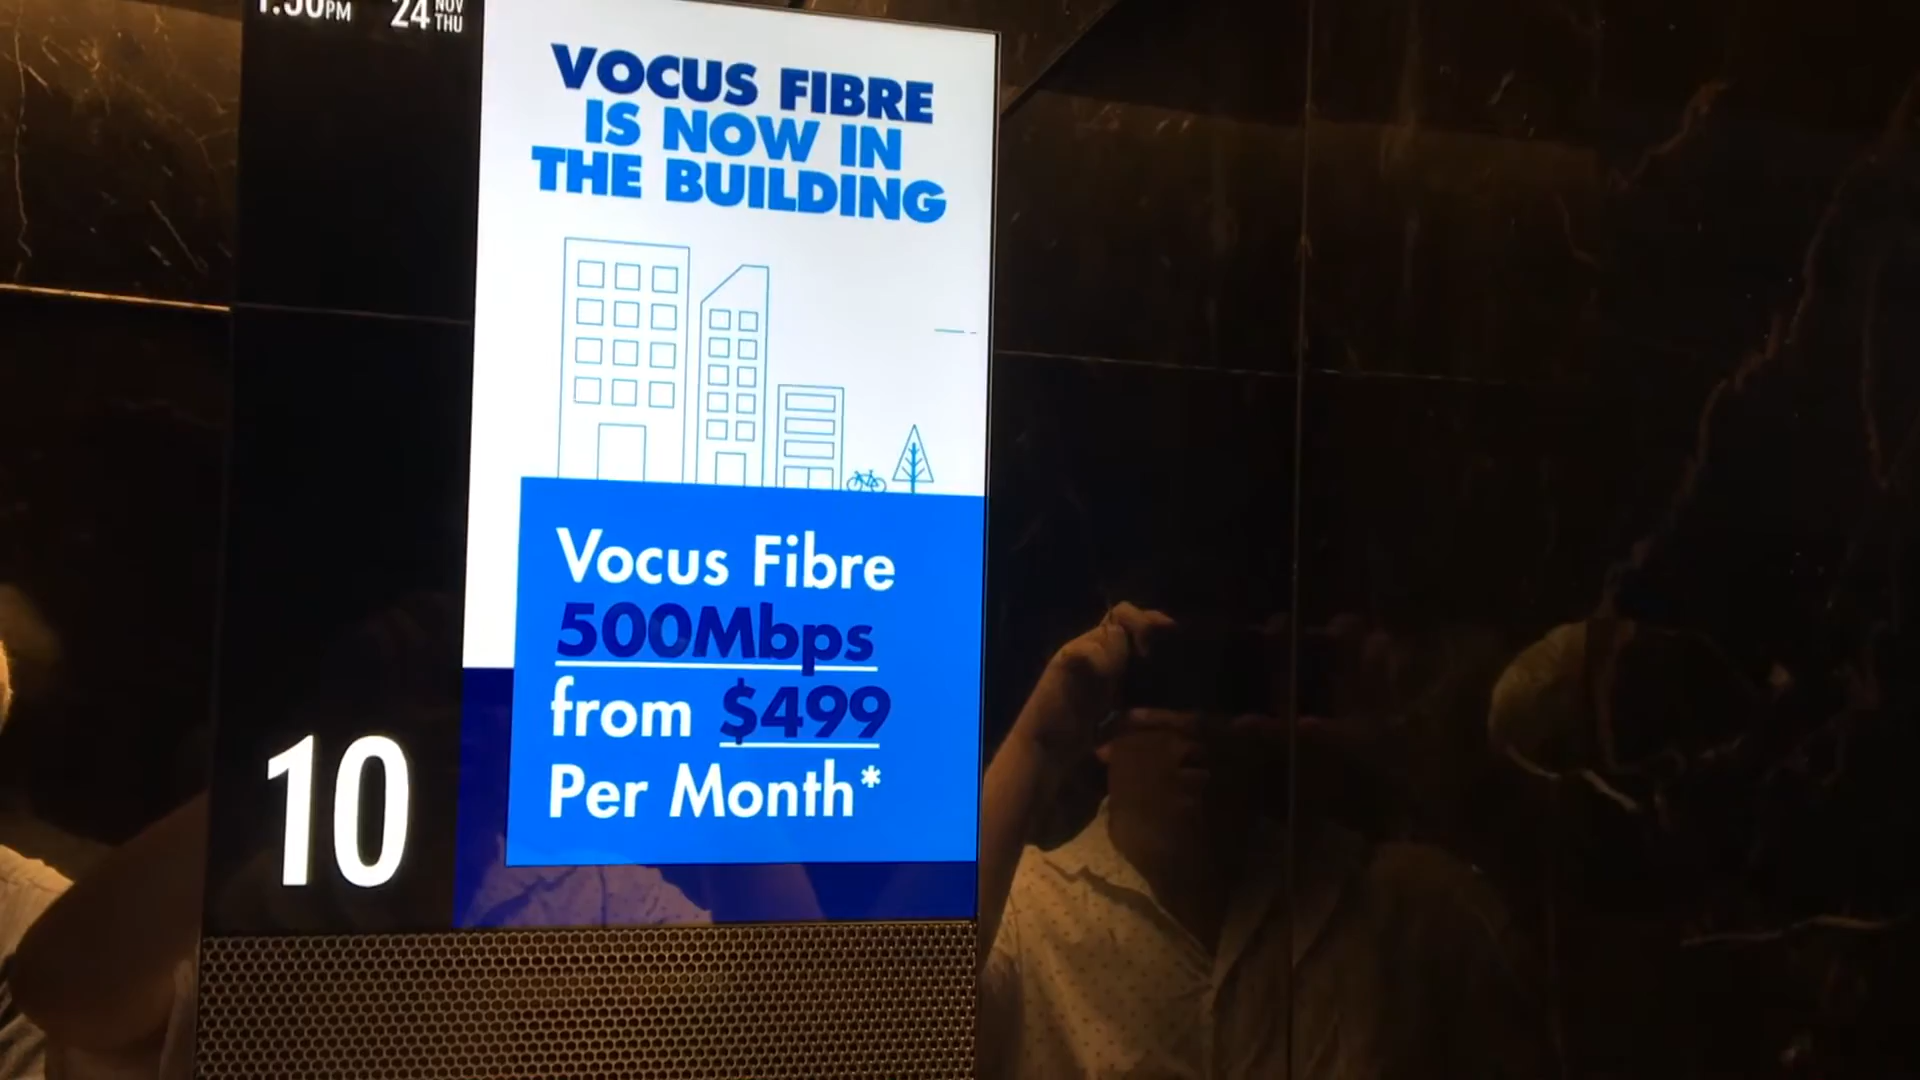 24 NOV THU
VOCUS FIBRE
IS NOW IN
THE BUILDING
Vocus Fibre
500Mbps
from $499
Per Month*
10